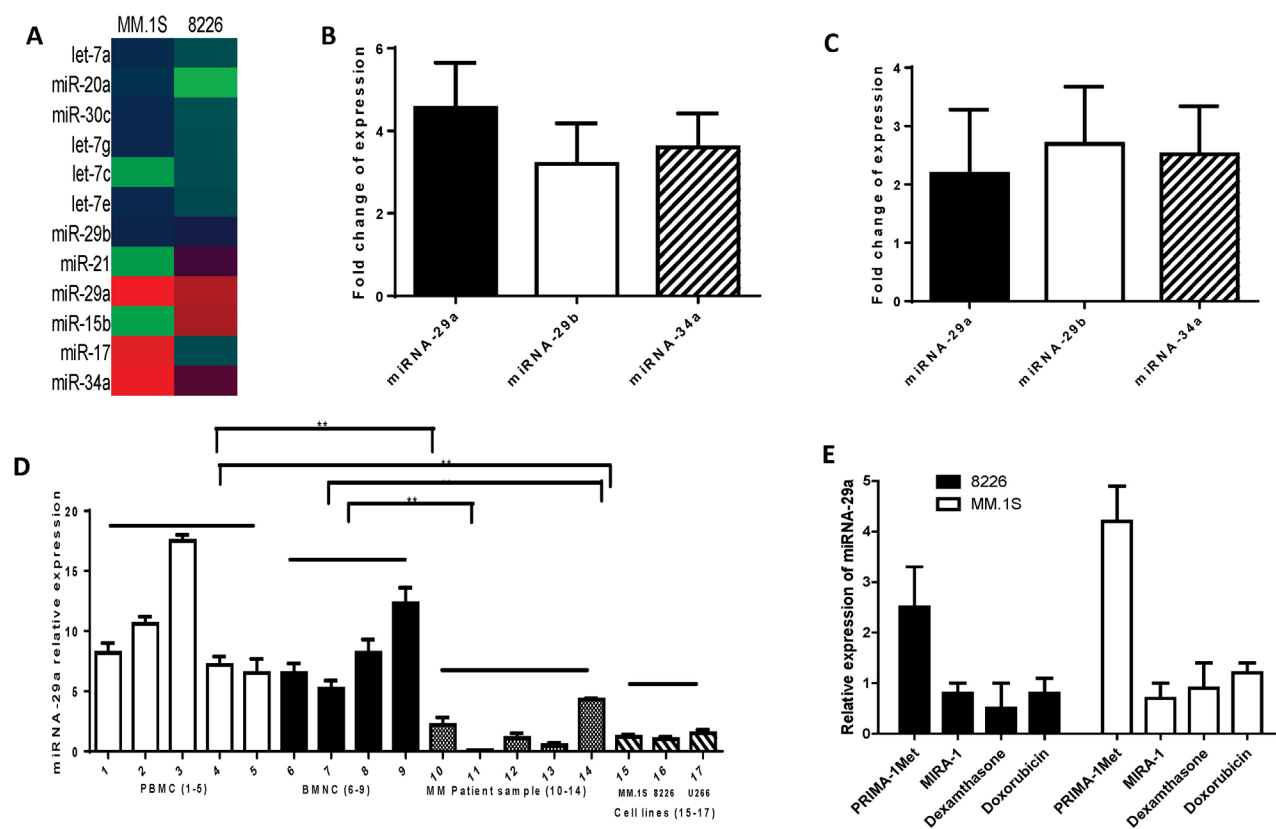 A
MM.1S 8226
let-7a
miR-20a
miR-30c
let-7g
let-7c
let-7e
miR-29b
miR-21
miR-29a
miR-15b
miR-17
miR-34a
B
Fold change of expression
6
4
2
0
miRNA-29a
miRNA-29b
miRNA-34a
C
Fold change of expression
4
3
2
1
0
miRNA-29a
miRNA-29b
miRNA-34a
D
**
**
**
**
miRNA-29a relative expression
20
15
10
5
0
1 2 3 4 5 6 7 8 9 10 11 12 13 14 15 16 17
MM.1S 8226 U266
PBMC (1-5) BMNC (6-9) MM Patient sample (10-14)
Cell lines (15-17)
E
Relative expression of miRNA-29a
8226
MM.1S
5
4
3
2
1
0
PRIMA-1Met
MIRA-1
Dexamthasone
Doxorubicin
PRIMA-1Met
MIRA-1
Dexamthasone
Doxorubicin